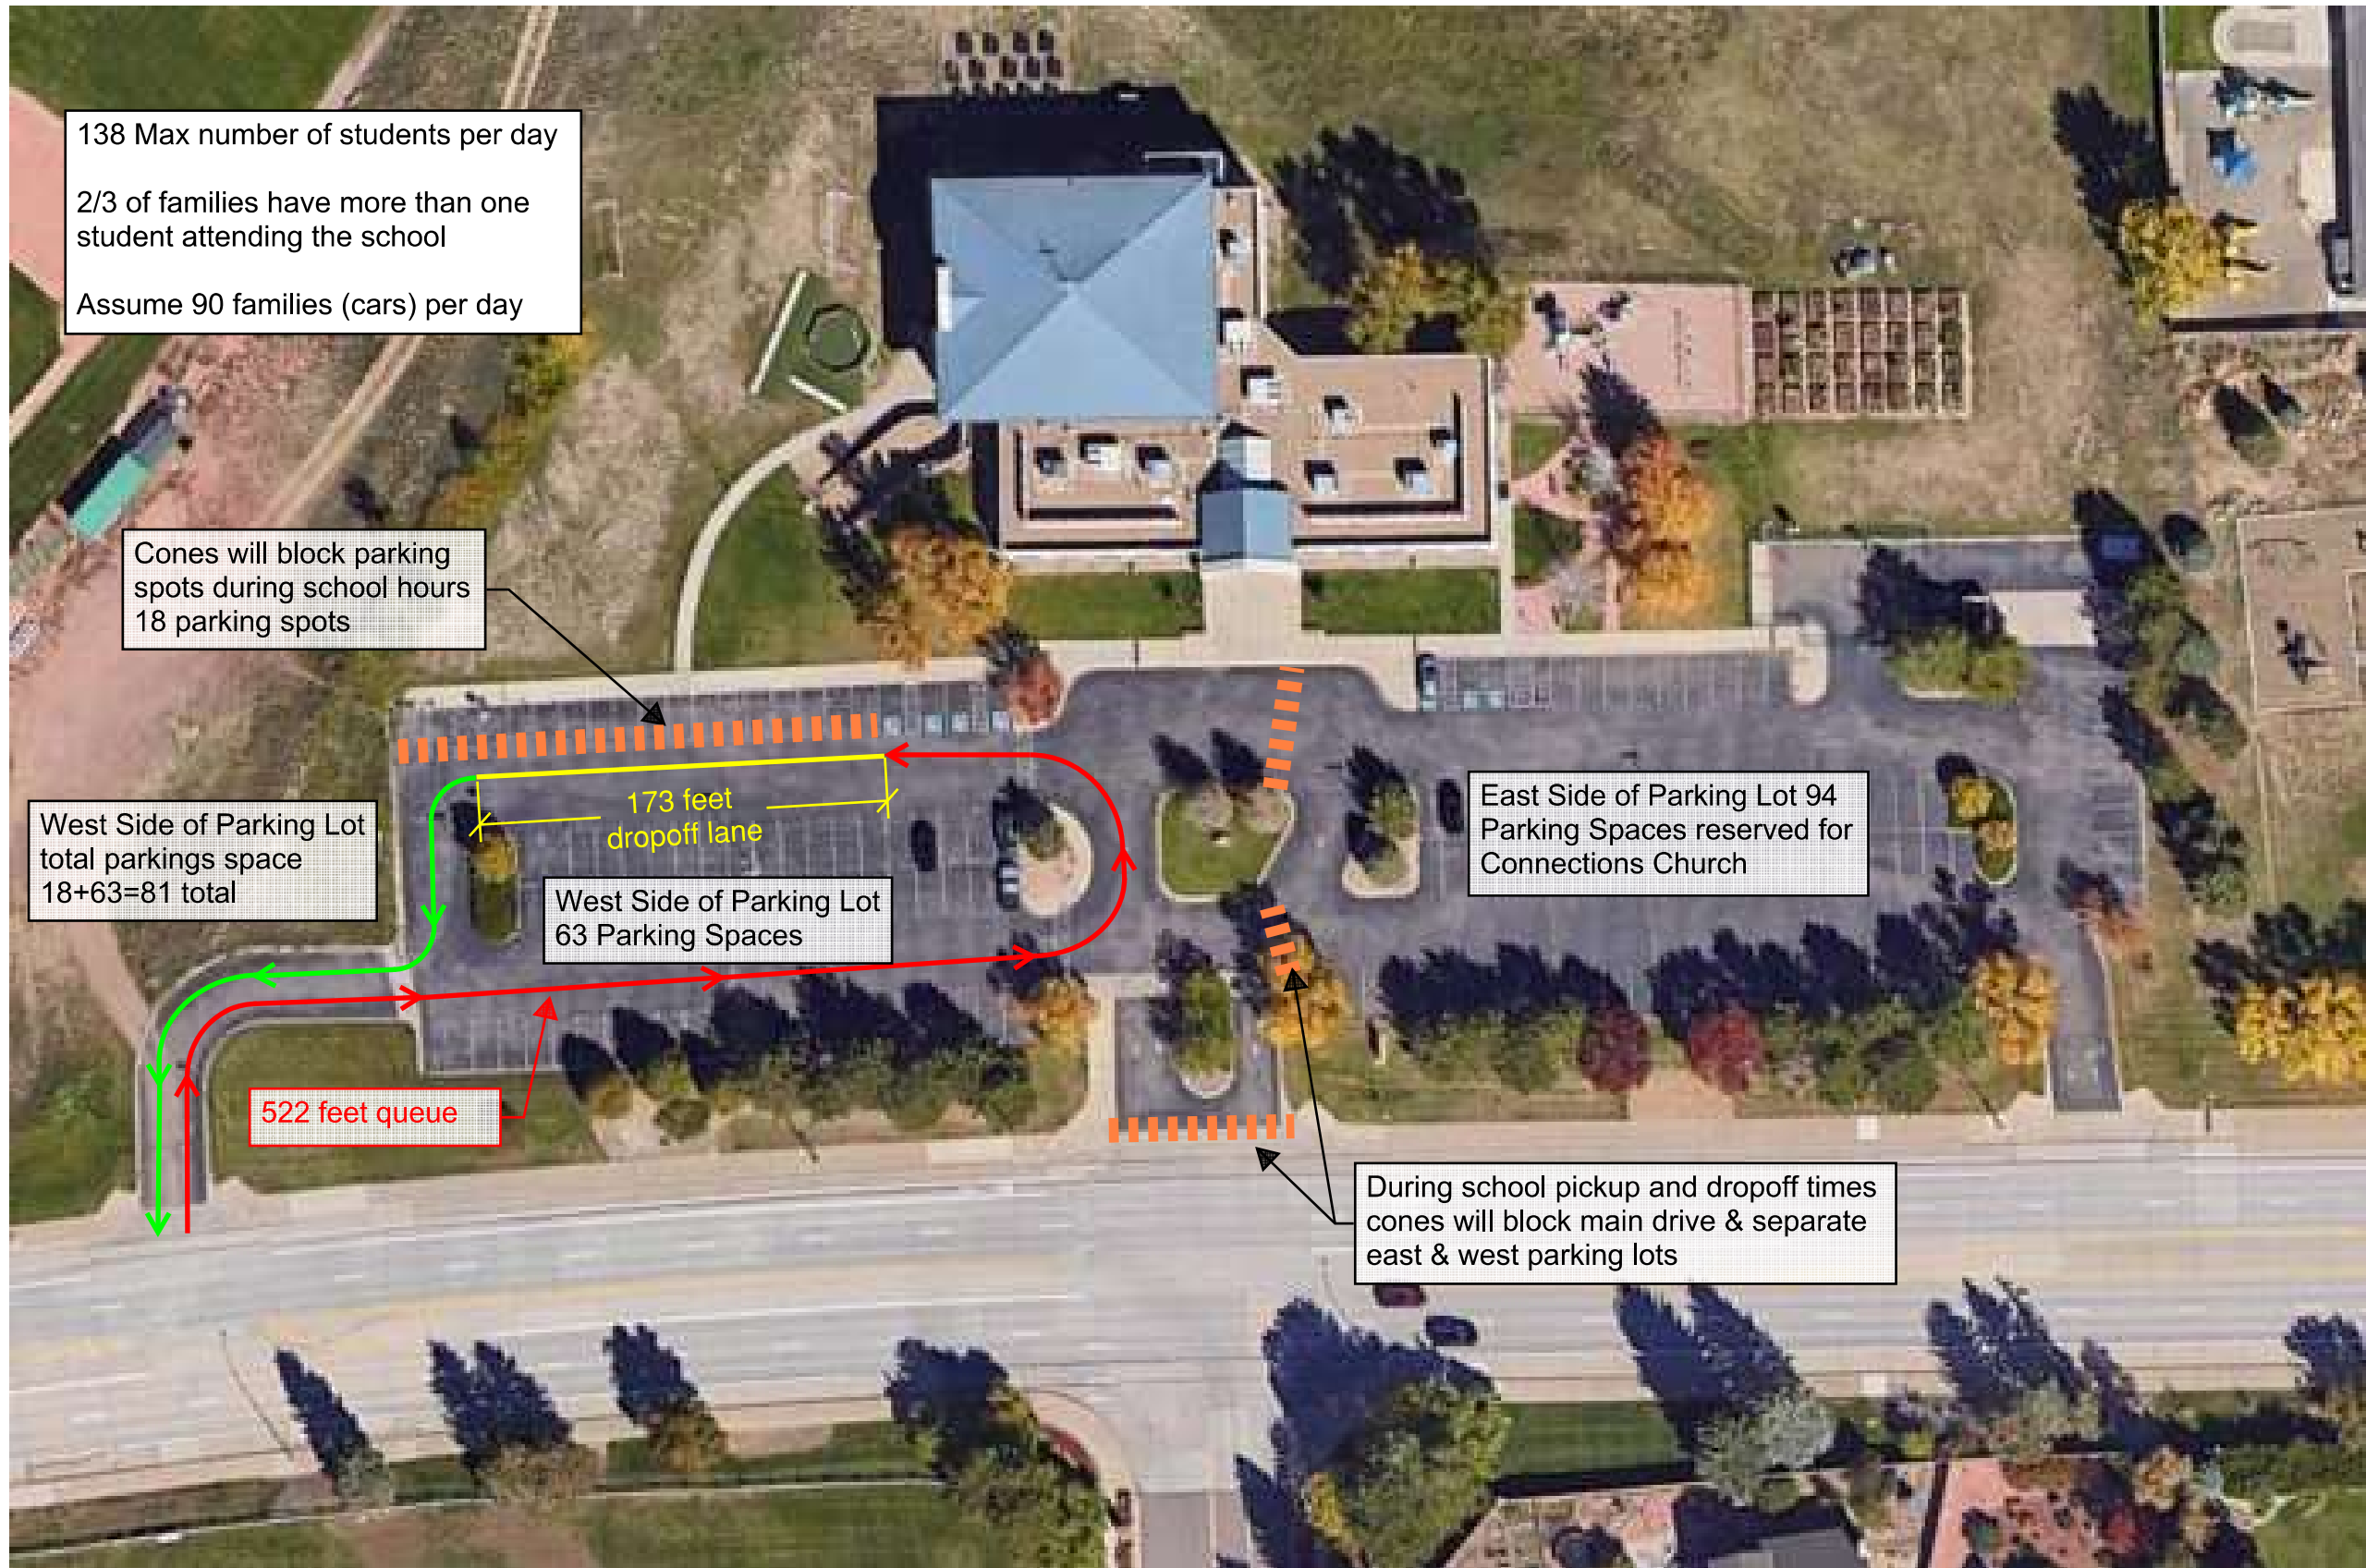 138 Max number of students per day
2/3 of families have more than one
student attending the school
Assume 90 families (cars) per day
Cones will block parking
spots during school hours
18 parking spots
West Side of Parking Lot
total parkings space
18+63=81 total
173 feet
dropoff lane
West Side of Parking Lot
63 Parking Spaces
East Side of Parking Lot 94
Parking Spaces reserved for
Connections Church
522 feet queue
During school pickup and dropoff times
cones will block main drive & separate
east & west parking lots